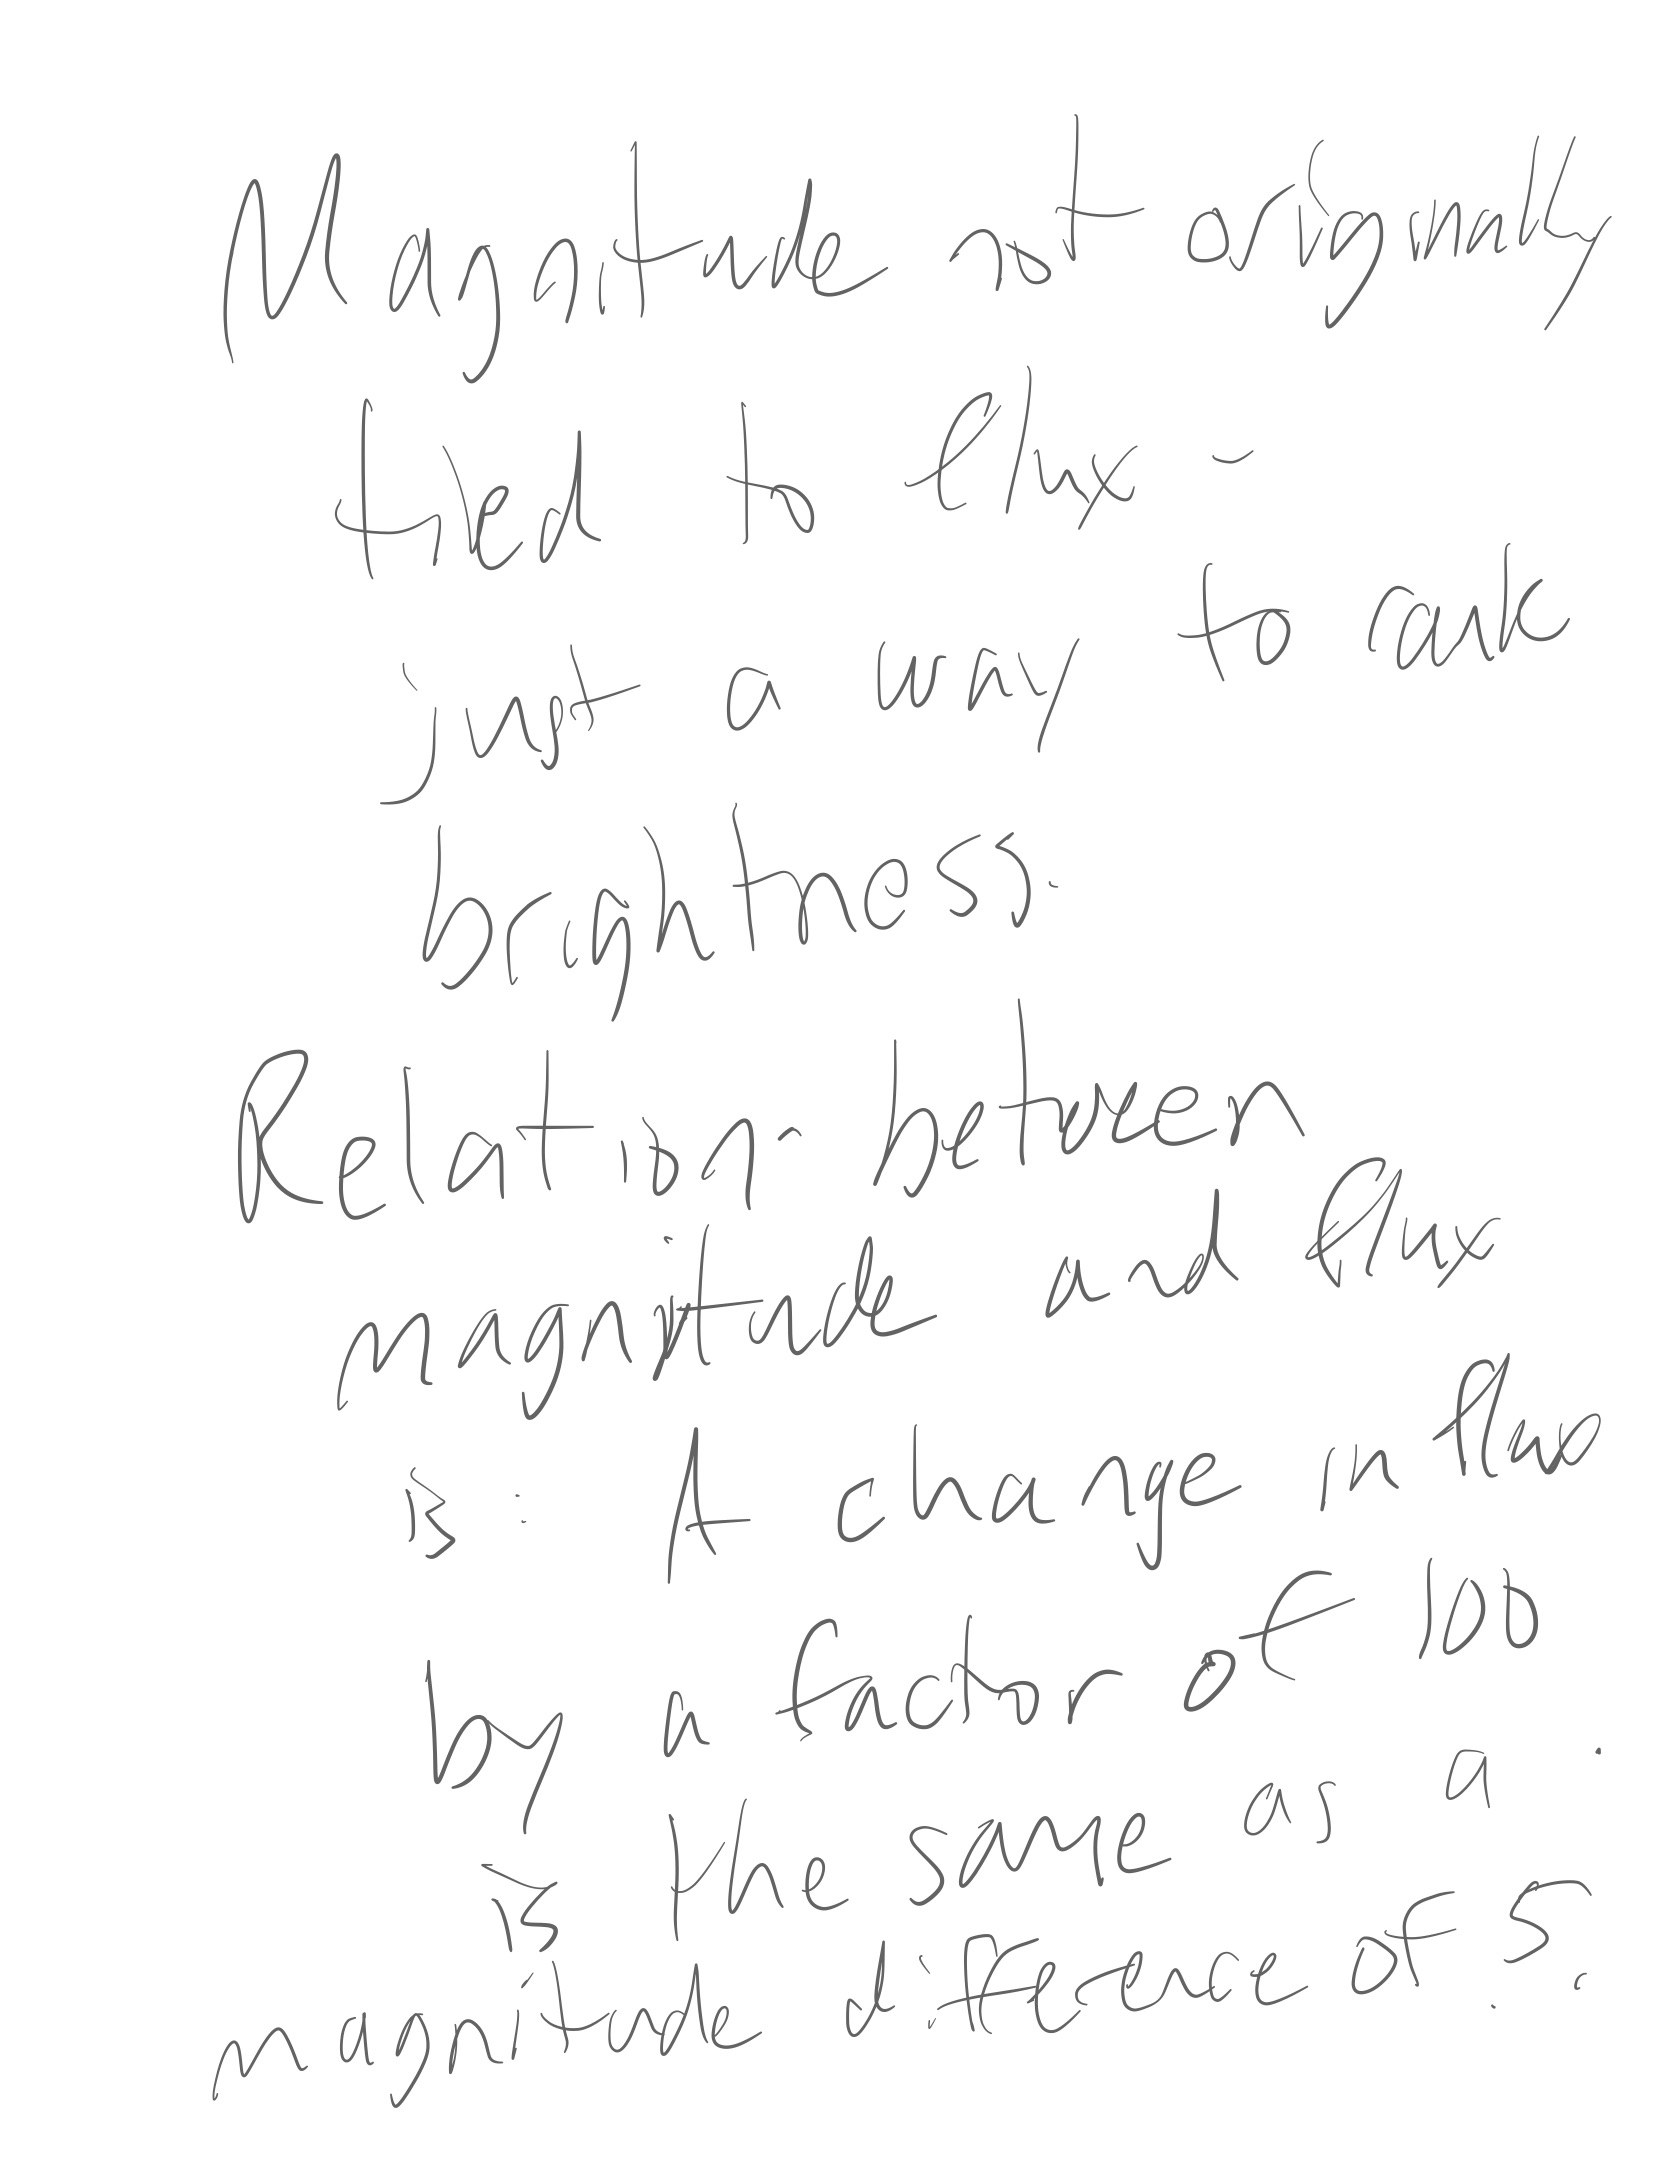 Magnitude not originally
tied to flux -
just a way to rank
brightness.
Relation between
magnitude and flux
is: A change in flux
by a factor of 100
is the same as a
magnitude difference of 5.